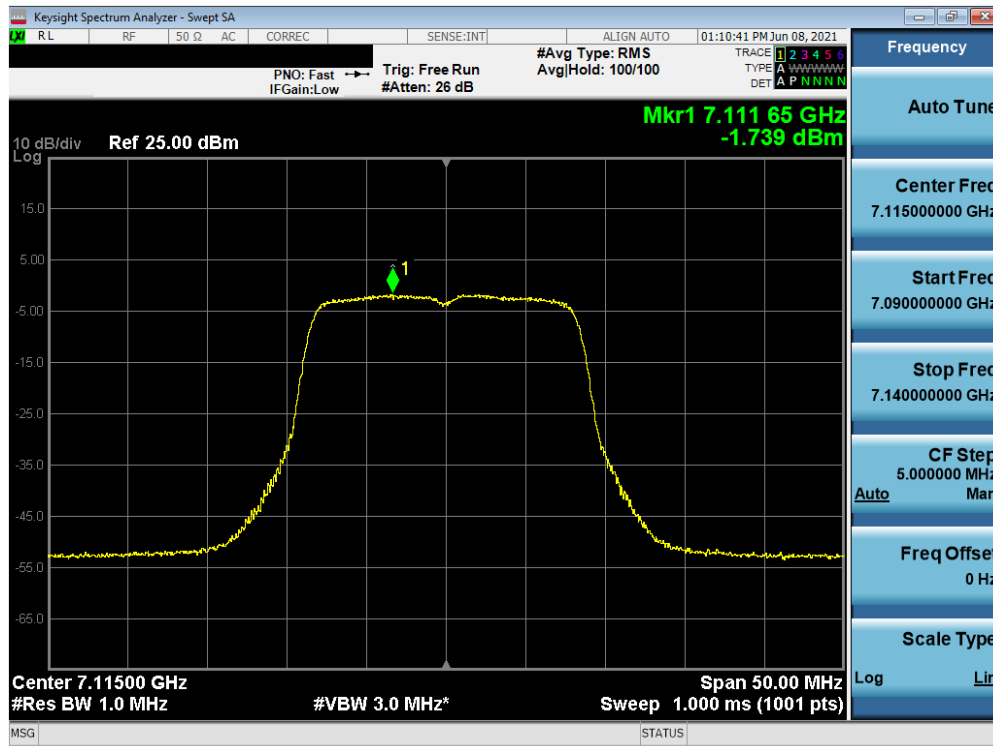 Keysight Spectrum Analyzer - Swept SA
LXI RL RF 50 Ω AC CORREC SENSE:INT ALIGN AUTO 01:10:41 PM Jun 08, 2021
PNO: Fast
IFGain:Low
Trig: Free Run
#Atten: 26 dB
#Avg Type: RMS
Avg|Hold: 100/100
TRACE 1 2 3 4 5 6
TYPE A WWWWW
DET A P N N N N
Mkr1 7.111 65 GHz
-1.739 dBm
10 dB/div
Log
Ref 25.00 dBm
15.0
5.00
-5.00
-15.0
-25.0
-35.0
-45.0
-55.0
-65.0
1
Center 7.11500 GHz
Span 50.00 MHz
#Res BW 1.0 MHz
#VBW 3.0 MHz*
Sweep 1.000 ms (1001 pts)
MSG
STATUS
Frequency
Auto Tune
Center Freq
7.115000000 GHz
Start Freq
7.090000000 GHz
Stop Freq
7.140000000 GHz
CF Step
5.000000 MHz
Auto Man
Freq Offset
0 Hz
Scale Type
Log Lin